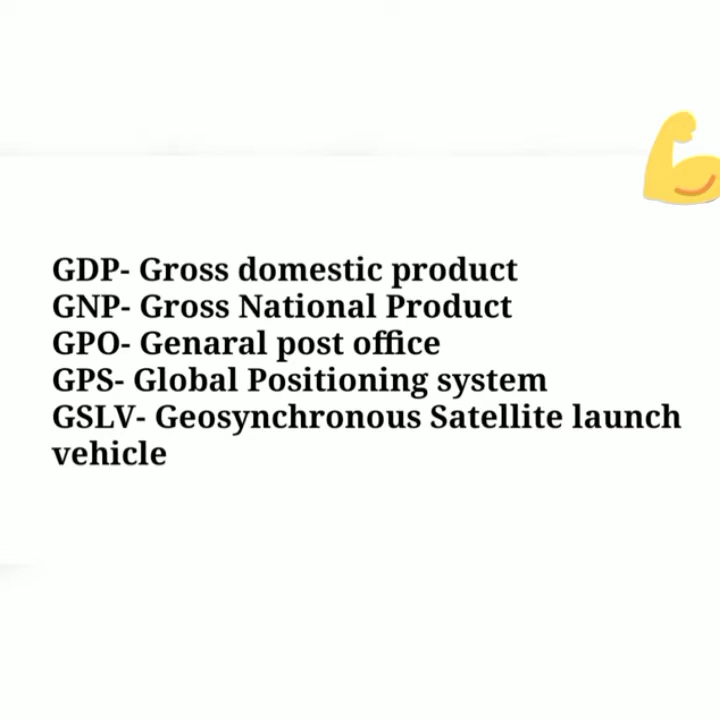 GDP- Gross domestic product
GNP- Gross National Product
GPO- Genaral post office
GPS- Global Positioning system
GSLV- Geosynchronous Satellite launch
vehicle